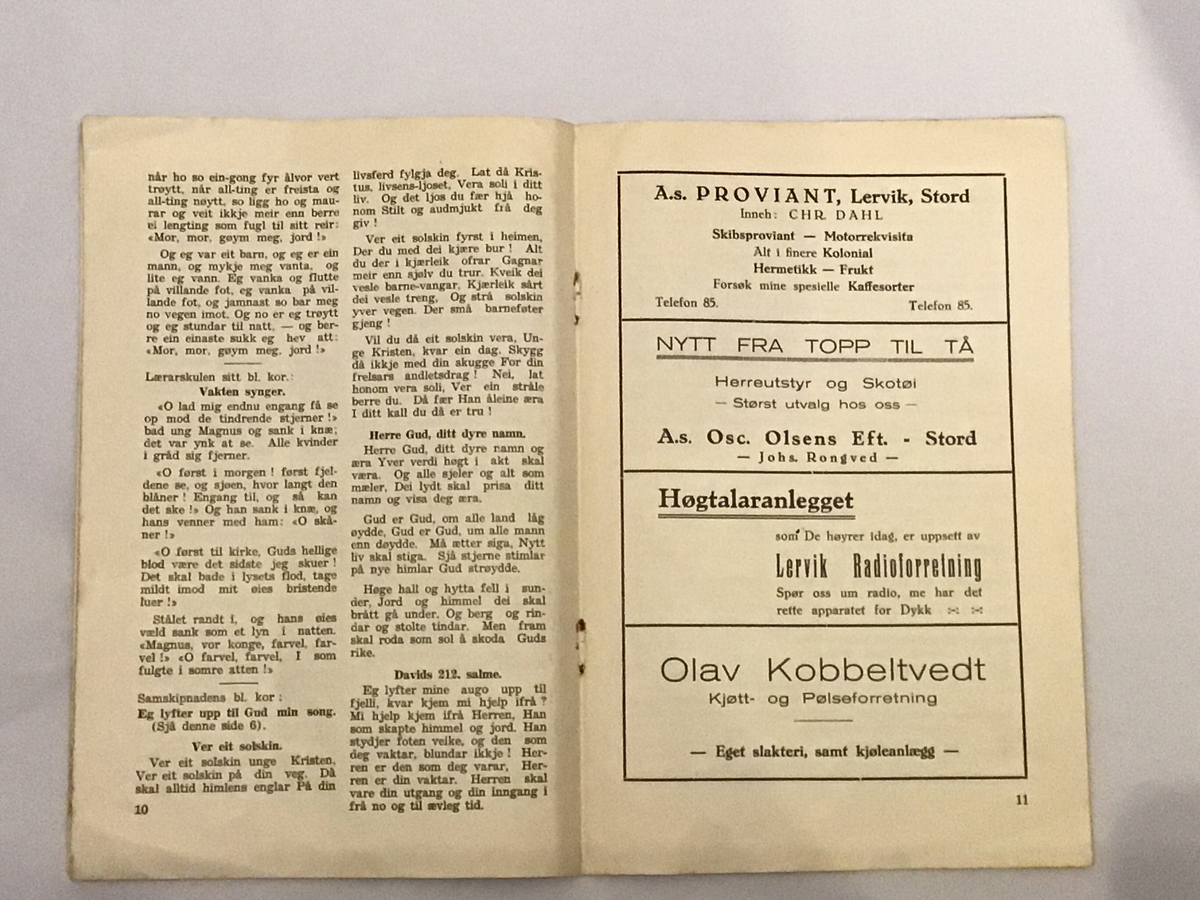 når ho so ein-gong fyr ålvor vert
trøytt, når all-ting er freista og
all-ting nøytt, so ligg ho og mau-
rar og veit ikkje meir enn berre
ei lengting som fugl til sitt reir:
«Mor, mor, gøym meg, jord !»
Og eg var eit barn, og eg er ein
mann, og mykje meg vanta, og
lite eg vann. Eg vanka og flutte
på villande fot, eg vanka på vil-
lande fot, og jamnast so bar meg
no vegen imot. Og no er eg trøytt
og eg stundar til natt, — og ber-
re ein einaste sukk eg hev att:
«Mor, mor, gøym meg, jord !»
Lærarskulen sitt bl. kor.:
Vakten synger.
«O lad mig endnu engang få se
op mod de tindrende stjerner !»
bad ung Magnus og sank i knæ;
det var ynk at se. Alle kvinder
i gråd sig fjerner.
«O først i morgen ! først fjel-
dene se, og sjøen, hvor langt den
blåner ! Engang til, og så kan
det ske !» Og han sank i knæ, og
hans venner med ham: «O skå-
ner !»
«O først til kirke, Guds hellige
blod være det sidste jeg skuer !
Det skal bade i lysets flod, tage
mildt imod mit øies bristende
luer !»
Stålet randt i, og hans øies
væld sank som et lyn i natten.
«Magnus, vor konge, farvel, far-
vel !» «O farvel, farvel, I som
fulgte i somre atten !»
Samskipnadens bl. kor :
Eg lyfter upp til Gud min song.
(Sjå denne side 6).
Ver eit solskin.
Ver eit solskin unge Kristen,
Ver eit solskin på din veg. Då
skal alltid himlens englar På din
10
livsferd fylgja deg. Lat då Kris-
tus, livsens-ljoset, Vera soli i ditt
liv. Og det ljos du fær hjå ho-
nom Stilt og audmjukt frå deg
giv !
Ver eit solskin fyrst i heimen,
Der du med dei kjære bur ! Alt
du der i kjærleik ofrar Gagnar
meir enn sjølv du trur. Kveik dei
vesle barne-vangar, Kjærleik sårt
dei vesle treng, Og strå solskin
yver vegen. Der små barneføter
gjeng !
Vil du då eit solskin vera, Un-
ge Kristen, kvar ein dag. Skygg
då ikkje med din skugge For din
frelsars andletsdrag ! Nei, lat
honom vera soli, Ver ein stråle
berre du. Då fær Han åleine æra
I ditt kall du då er tru !
Herre Gud, ditt dyre namn.
Herre Gud, ditt dyre namn og
æra Yver verdi høgt i akt skal
væra. Og alle sjeler og alt som
mæler, Dei lydt skal prisa ditt
namn og visa deg æra.
Gud er Gud, om alle land låg
øydde, Gud er Gud, um alle mann
enn døydde. Må ætter siga, Nytt
liv skal stiga. Sjå stjerne stimlar
på nye himlar Gud strøydde.
Høge hall og hytta fell i sun-
der, Jord og himmel dei skal
brått gå under. Og berg og rin-
dar og stolte tindar. Men fram
skal roda som sol å skoda Guds
rike.
Davids 212. salme.
Eg lyfter mine augo upp til
fjelli, kvar kjem mi hjelp ifrå ?
Mi hjelp kjem ifrå Herren, Han
som skapte himmel og jord. Han
stydjer foten veike, og den som
deg vaktar, blundar ikkje ! Her-
ren er den som deg varar, Her-
ren er din vaktar. Herren skal
vare din utgang og din inngang i
frå no og til ævleg tid.
A.s. PROVIANT, Lervik, Stord
Inneh: CHR. DAHL
Skibsproviant — Motorrekvisita
Alt i finere Kolonial
Hermetikk — Frukt
Forsøk mine spesielle Kaffesorter
Telefon 85. Telefon 85.
NYTT FRA TOPP TIL TÅ
Herreutstyr og Skotøi
— Størst utvalg hos oss —
A.s. Osc. Olsens Eft. - Stord
— Johs. Rongved —
Høgtalaranlegget
som De høyrer idag, er uppsett av
Lervik Radioforretning
Spør oss um radio, me har det
rette apparatet for Dykk
Olav Kobbeltvedt
Kjøtt- og Pølseforretning
— Eget slakteri, samt kjøleanlægg —
11